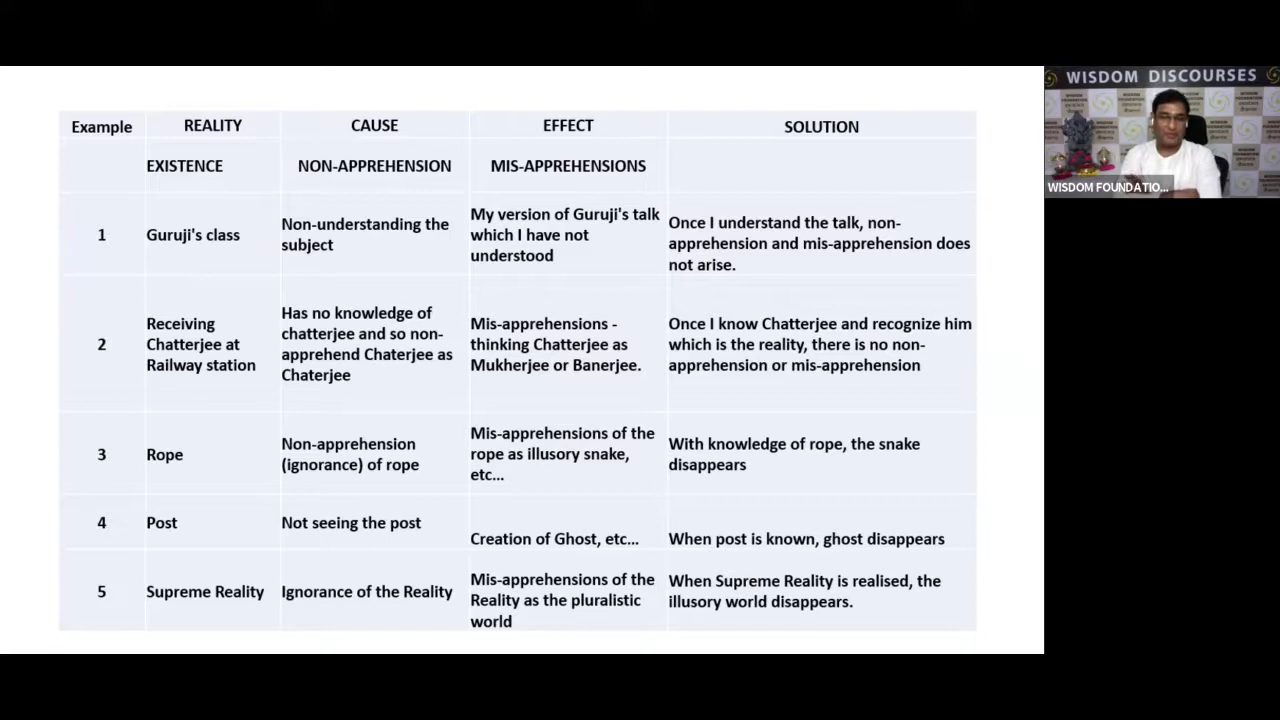 WISDOM DISCOURSES
WISDOM FOUNDATIO...
Example REALITY CAUSE EFFECT SOLUTION
EXISTENCE NON-APPREHENSION MIS-APPREHENSIONS
1
Guruji's class
Non-understanding the
subject
My version of Guruji's talk
which I have not
understood
Once I understand the talk, non-
apprehension and mis-apprehension does
not arise.
2
Receiving
Chatterjee at
Railway station
Has no knowledge of
chatterjee and so non-
apprehend Chaterjee as
Chaterjee
Mis-apprehensions -
thinking Chatterjee as
Mukherjee or Banerjee.
Once I know Chatterjee and recognize him
which is the reality, there is no non-
apprehension or mis-apprehension
3
Rope
Non-apprehension
(ignorance) of rope
Mis-apprehensions of the
rope as illusory snake,
etc...
With knowledge of rope, the snake
disappears
4
Post
Not seeing the post
Creation of Ghost, etc...
When post is known, ghost disappears
5
Supreme Reality
Ignorance of the Reality
Mis-apprehensions of the
Reality as the pluralistic
world
When Supreme Reality is realised, the
illusory world disappears.